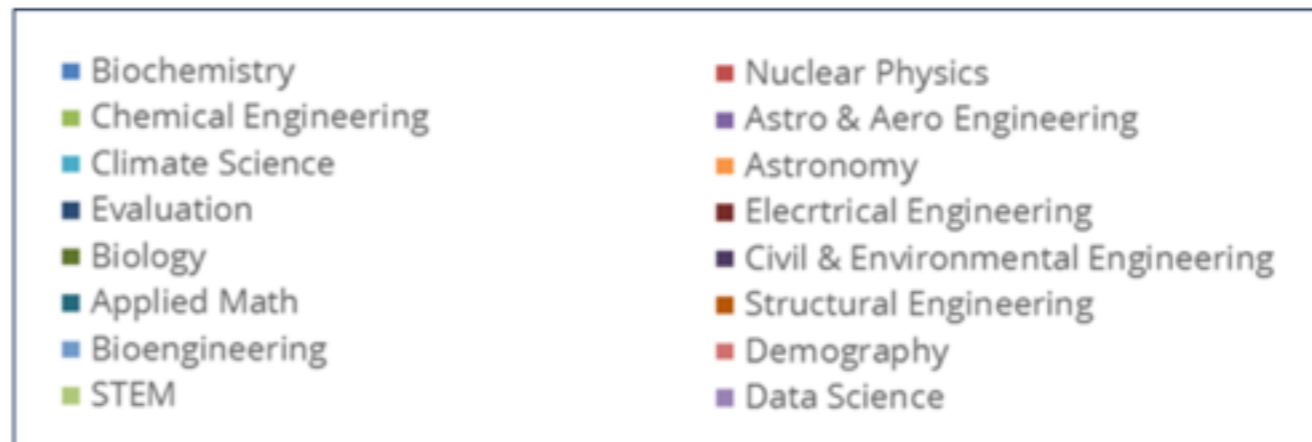 Biochemistry
Nuclear Physics
Chemical Engineering
Astro & Aero Engineering
Climate Science
Astronomy
Evaluation
Elecrtrical Engineering
Biology
Civil & Environmental Engineering
Applied Math
Structural Engineering
Bioengineering
Demography
STEM
Data Science